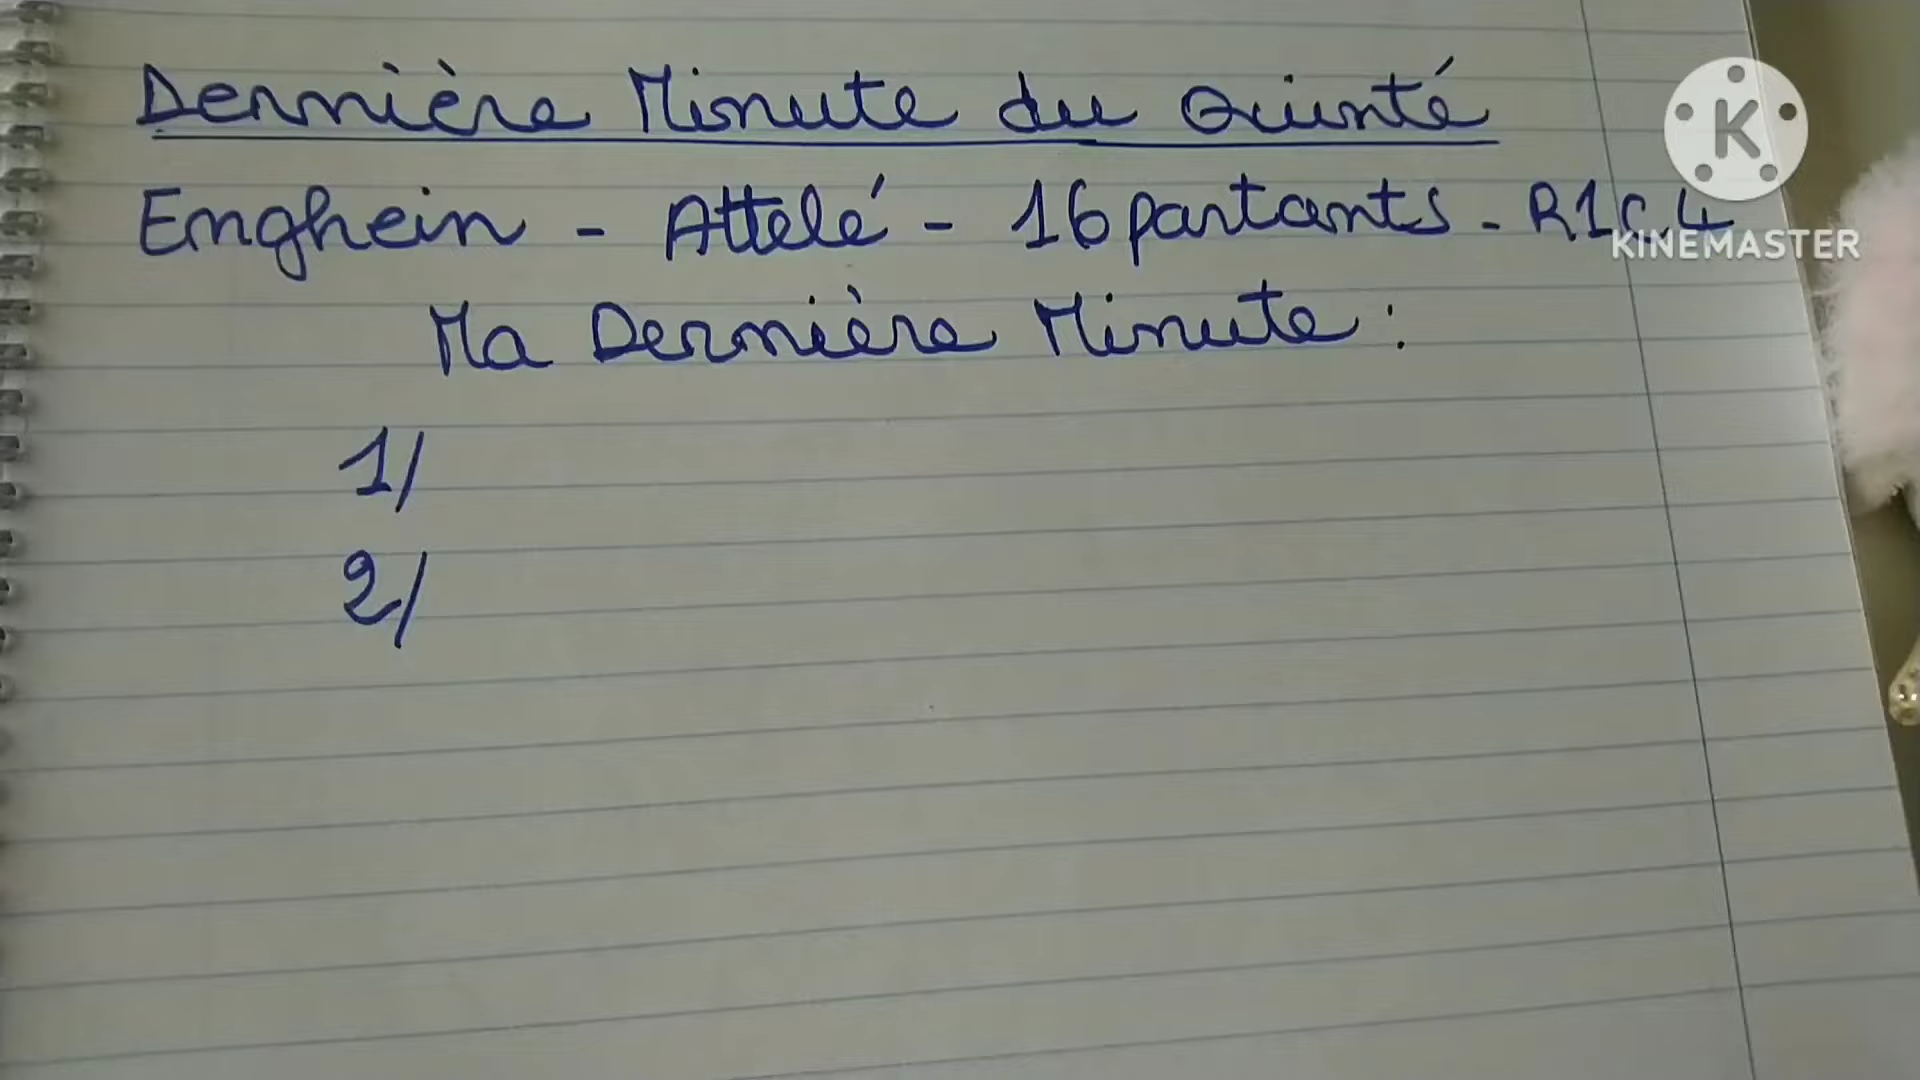 Dernière Minute du Quinté
Enghein - Attelé - 16 partants - R1C4
K
KINEMASTER
Ma Dernière Minute :
1/
2/